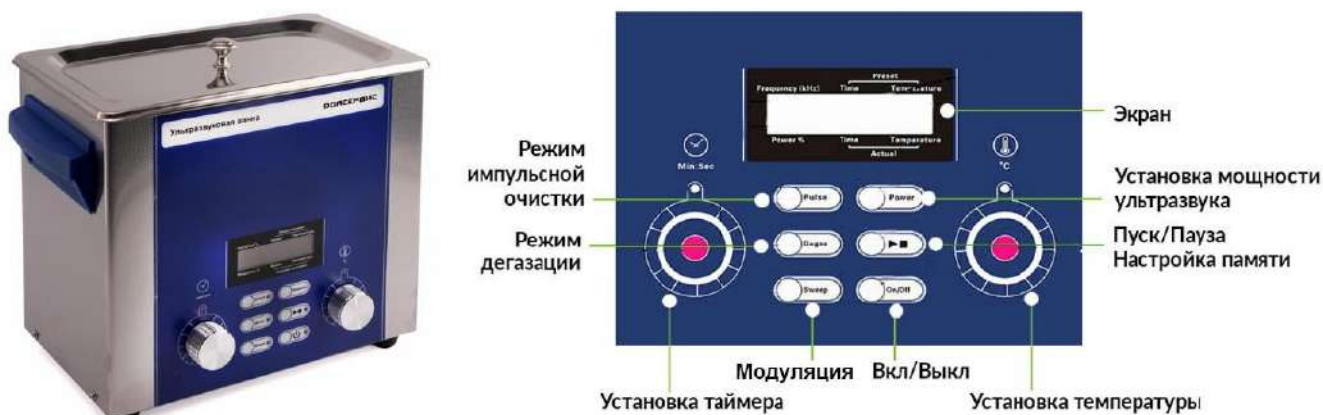 Ультразвуковая ванна
РОЛСЕРВИС
Preset
Frequency (kHz) Time Temperature
Power % Time Temperature
Actual
Min:Sec
°C
Pulse
Power
Degas
Sweep
On/Off
Экран
Режим
импульсной
очистки
Установка мощности
ультразвука
Режим
дегазации
Пуск/Пауза
Настройка памяти
Модуляция
Вкл/Выкл
Установка таймера
Установка температуры